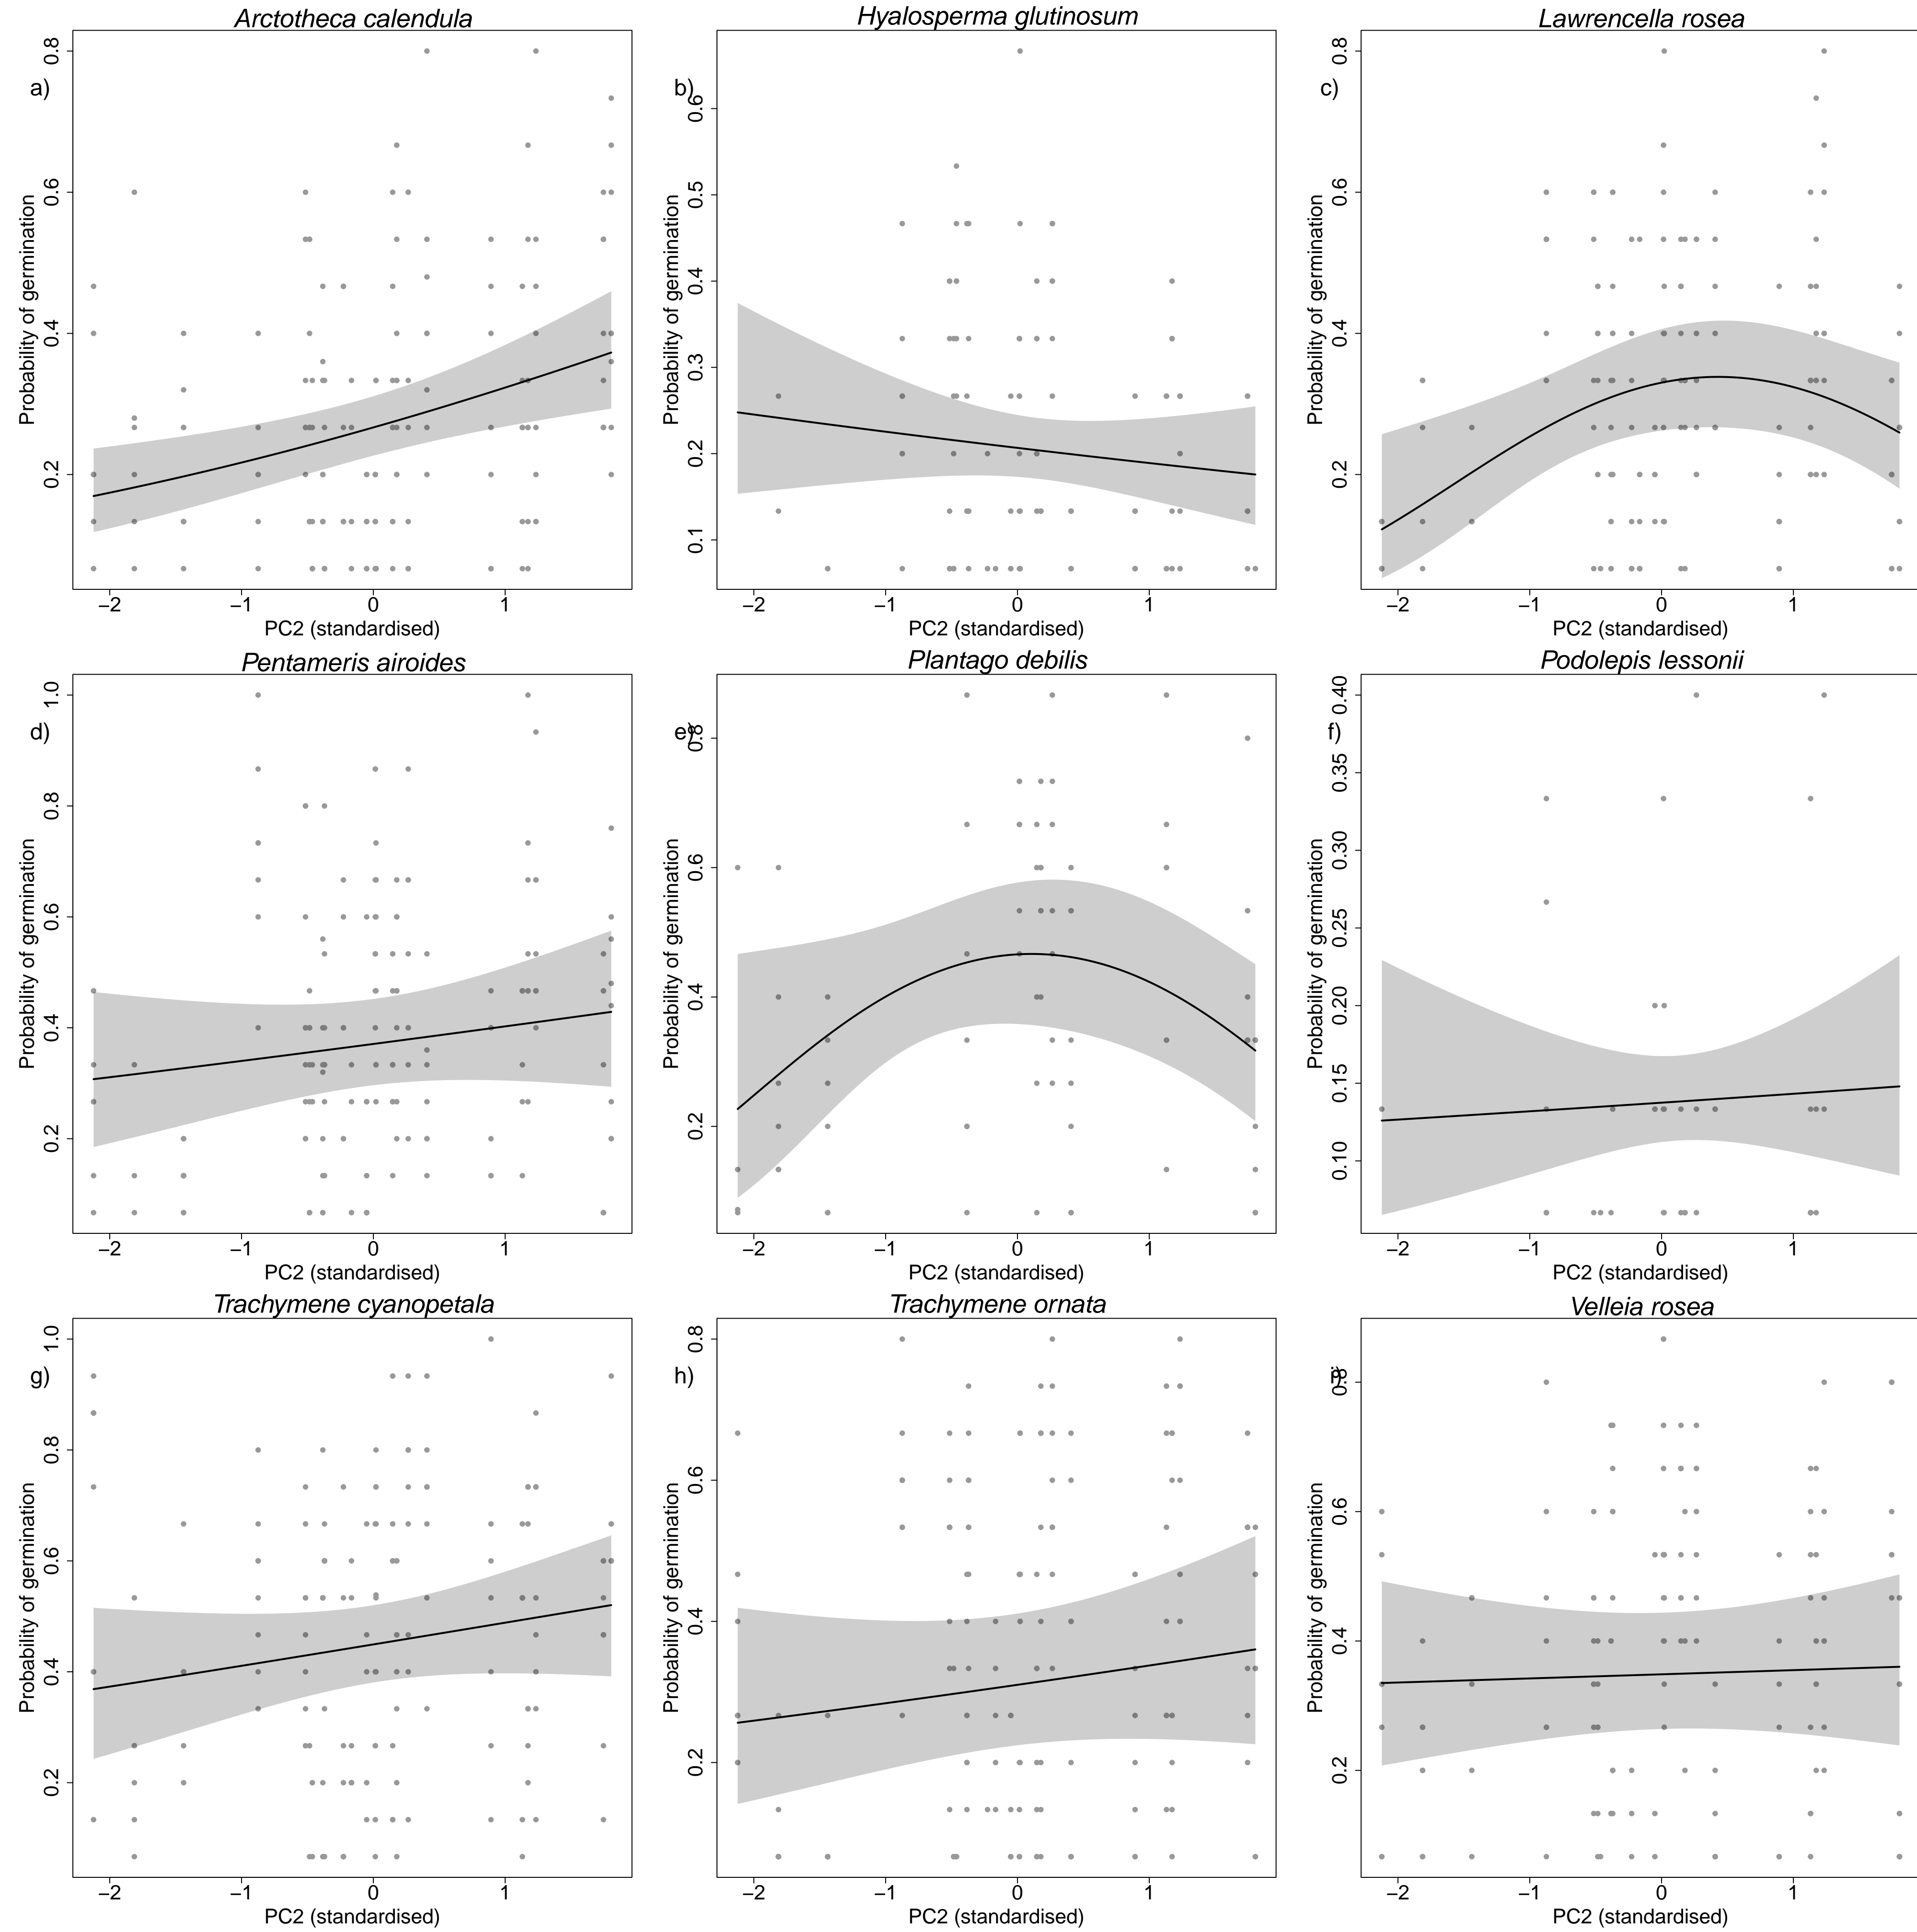 Arctotheca calendula
Hyalosperma glutinosum
Lawrencella rosea
a)
b)
c)
Probability of germination
0.2 0.4 0.6 0.8
−2 −1 0 1
PC2 (standardised)
Probability of germination
0.1 0.2 0.3 0.4 0.5 0.6
−2 −1 0 1
PC2 (standardised)
Probability of germination
0.2 0.4 0.6 0.8
−2 −1 0 1
PC2 (standardised)
Pentameris airoides
Plantago debilis
Podolepis lessonii
d)
e)
f)
Probability of germination
0.2 0.4 0.6 0.8 1.0
−2 −1 0 1
PC2 (standardised)
Probability of germination
0.2 0.4 0.6 0.8
−2 −1 0 1
PC2 (standardised)
Probability of germination
0.10 0.15 0.20 0.25 0.30 0.35 0.40
−2 −1 0 1
PC2 (standardised)
Trachymene cyanopetala
Trachymene ornata
Velleia rosea
g)
h)
i)
Probability of germination
0.2 0.4 0.6 0.8 1.0
−2 −1 0 1
PC2 (standardised)
Probability of germination
0.2 0.4 0.6 0.8
−2 −1 0 1
PC2 (standardised)
Probability of germination
0.2 0.4 0.6 0.8
−2 −1 0 1
PC2 (standardised)